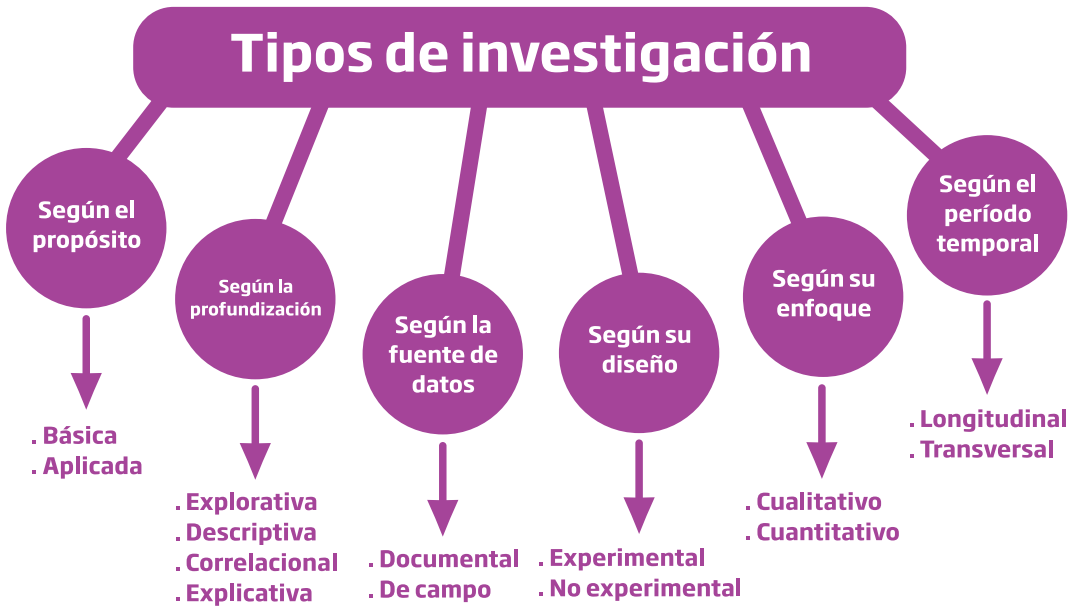 Tipos de investigación
Según el
propósito
. Básica
. Aplicada
Según la
profundización
. Explorativa
. Descriptiva
. Correlacional
. Explicativa
Según la
fuente de
datos
. Documental
. De campo
Según su
diseño
. Experimental
. No experimental
Según su
enfoque
. Cualitativo
. Cuantitativo
Según el
período
temporal
. Longitudinal
. Transversal